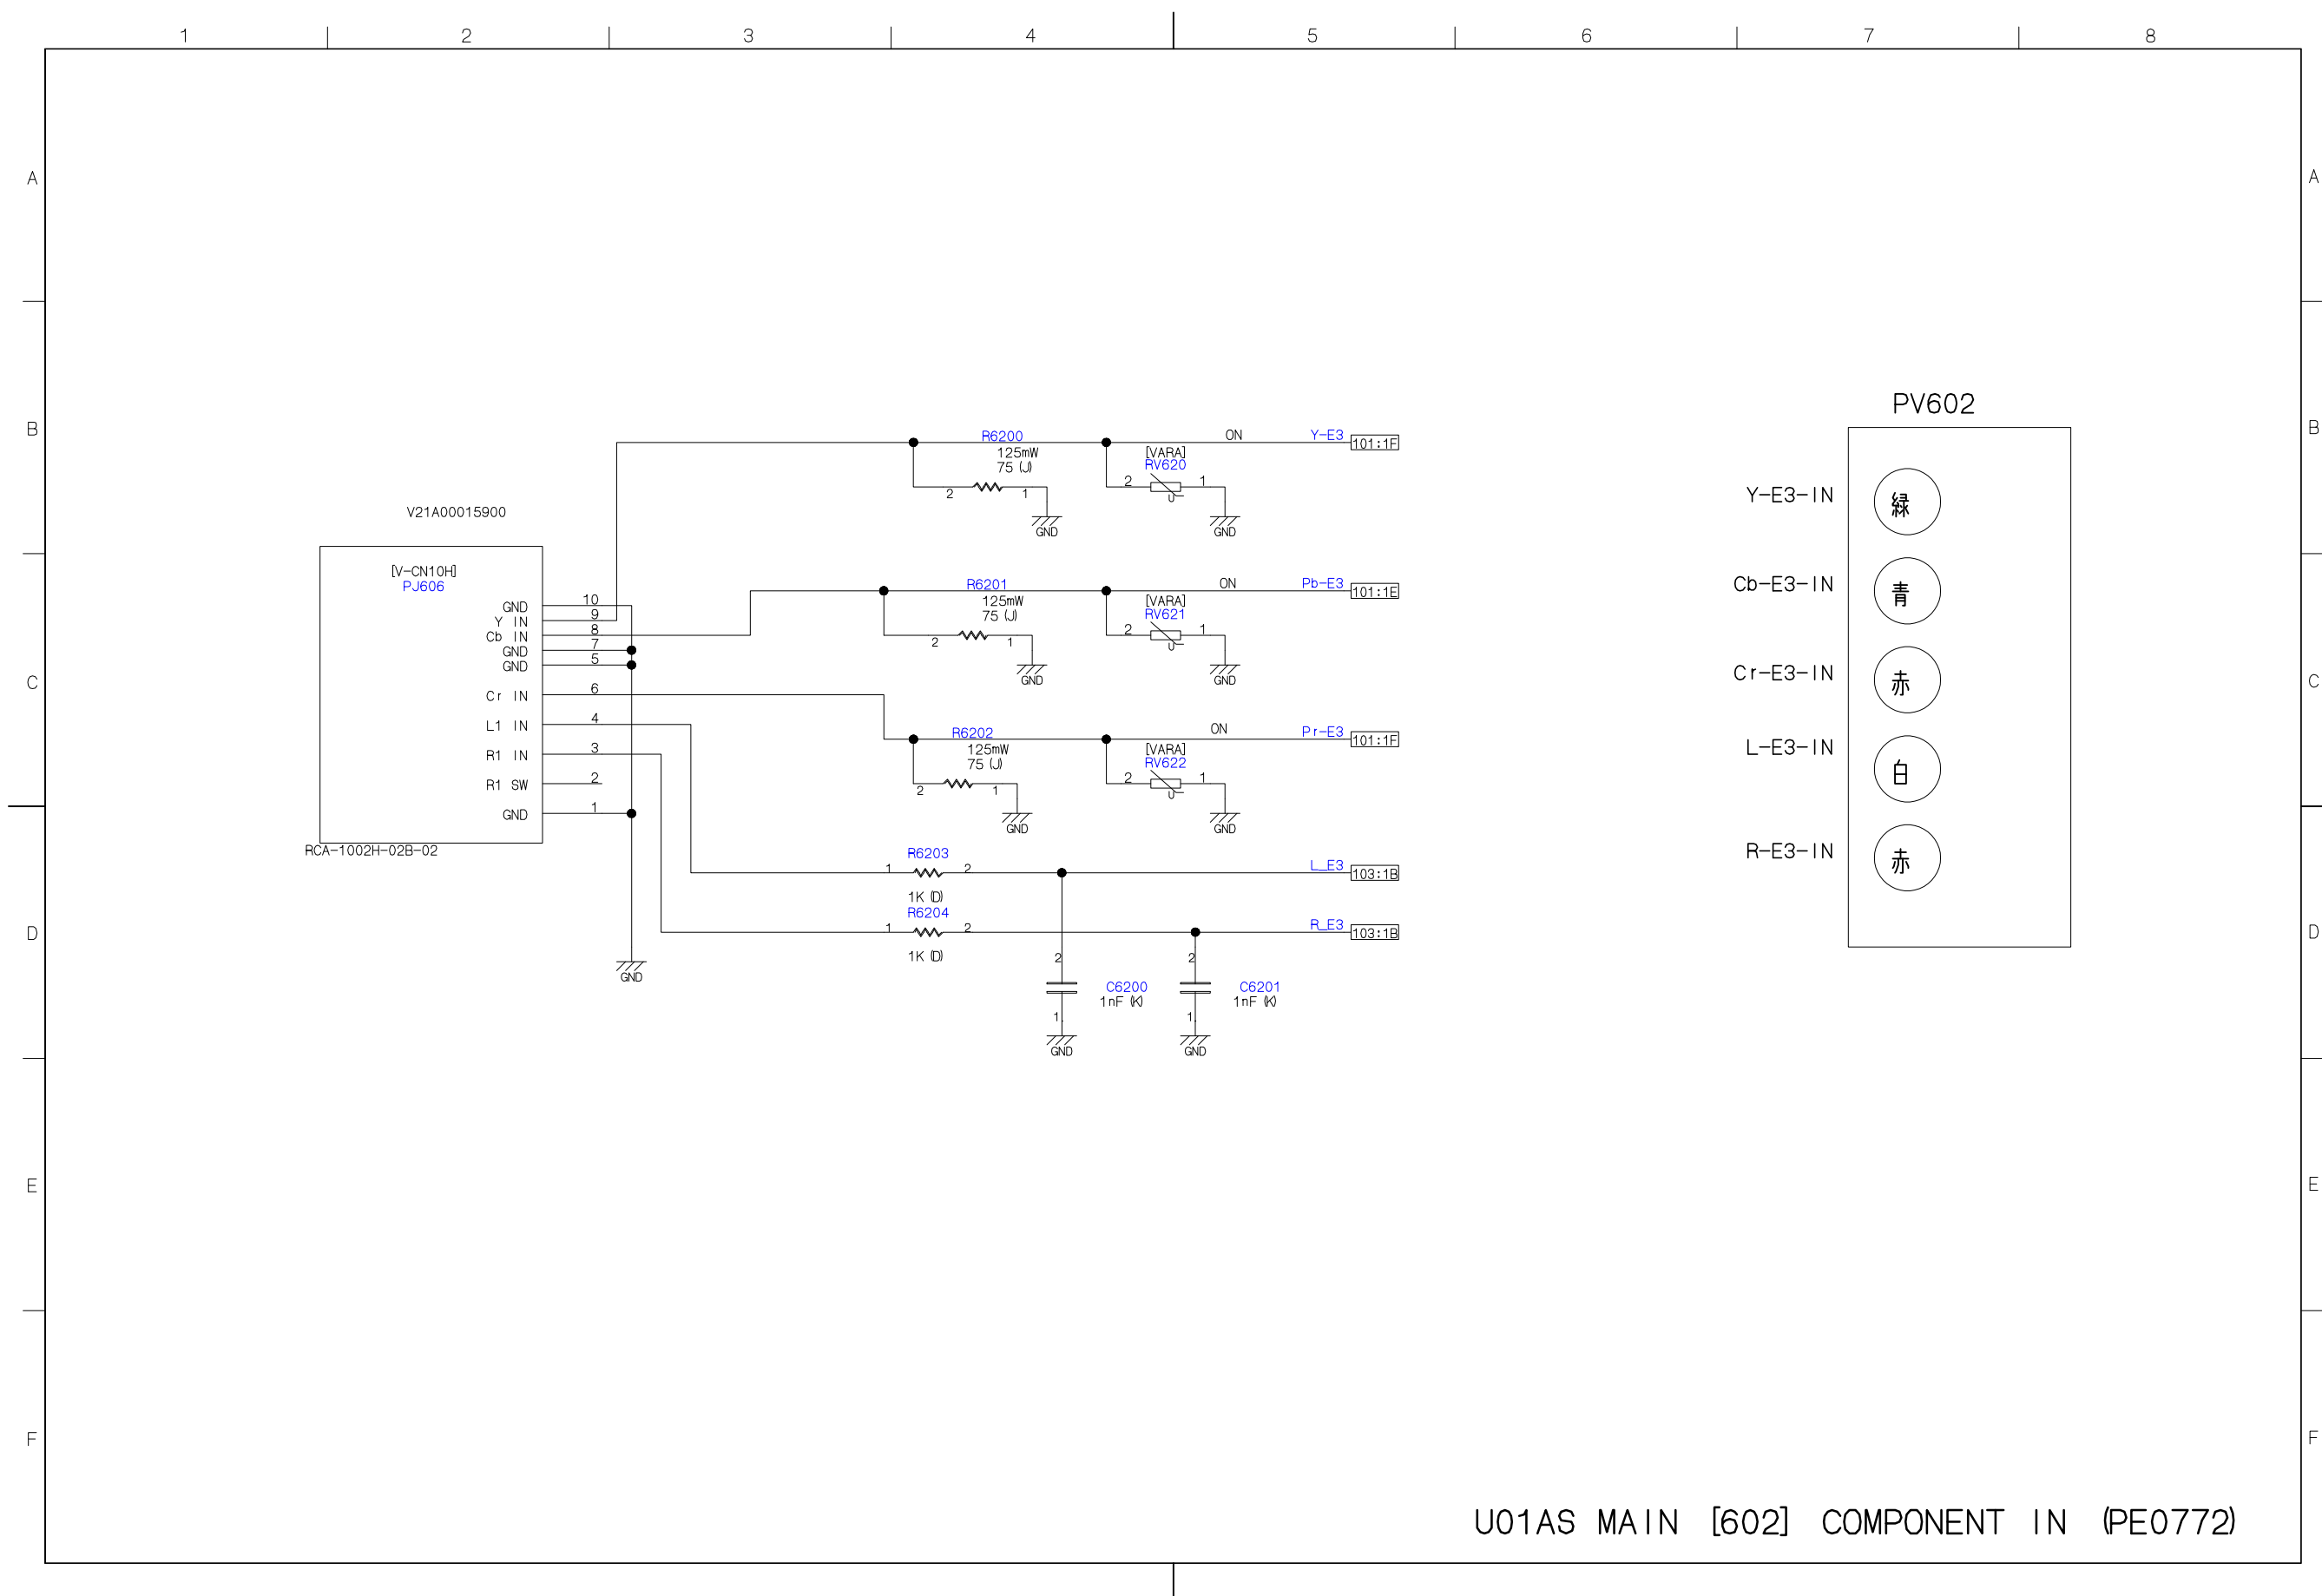 1 2 3 4 5 6 7 8
A A
B B
C C
D D
E E
F F
V21A00015900
[V-CN10H]
PJ606
GND 10
Y IN 9
Cb IN 8
GND 7
GND 5
Cr IN 6
L1 IN 4
R1 IN 3
R1 SW 2
GND 1
RCA-1002H-02B-02
GND
R6200
125mW
75 (J)
2 1
GND
[VARA]
RV620
2 1
U
GND
ON
Y-E3 101:1F
R6201
125mW
75 (J)
2 1
GND
[VARA]
RV621
2 1
U
GND
ON
Pb-E3 101:1E
R6202
125mW
75 (J)
2 1
GND
[VARA]
RV622
2 1
U
GND
ON
Pr-E3 101:1F
R6203
1 2
1K (D)
L_E3 103:1B
R6204
1 2
1K (D)
R_E3 103:1B
2
C6200
1nF (K)
1
GND
2
C6201
1nF (K)
1
GND
PV602
Y-E3-IN 緑
Cb-E3-IN 青
Cr-E3-IN 赤
L-E3-IN 白
R-E3-IN 赤
U01AS MAIN [602] COMPONENT IN (PE0772)